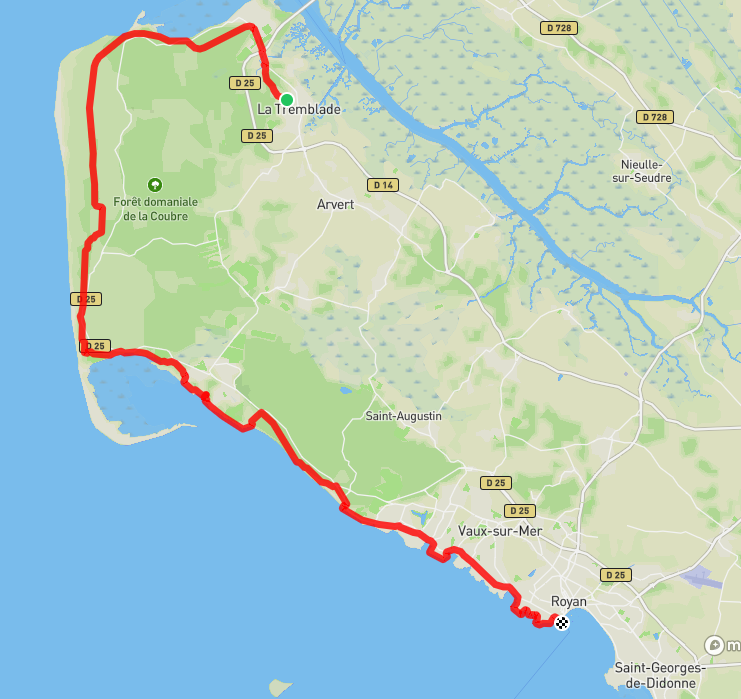 D 728
D 25
La Tremblade
D 728
D 25
Nieulle-
sur-Seudre
D 14
Forêt domaniale
de la Coubre
Arvert
D 25
D 25
Saint-Augustin
D 25
D 25
Vaux-sur-Mer
D 25
Royan
m
Saint-Georges-
de-Didonne